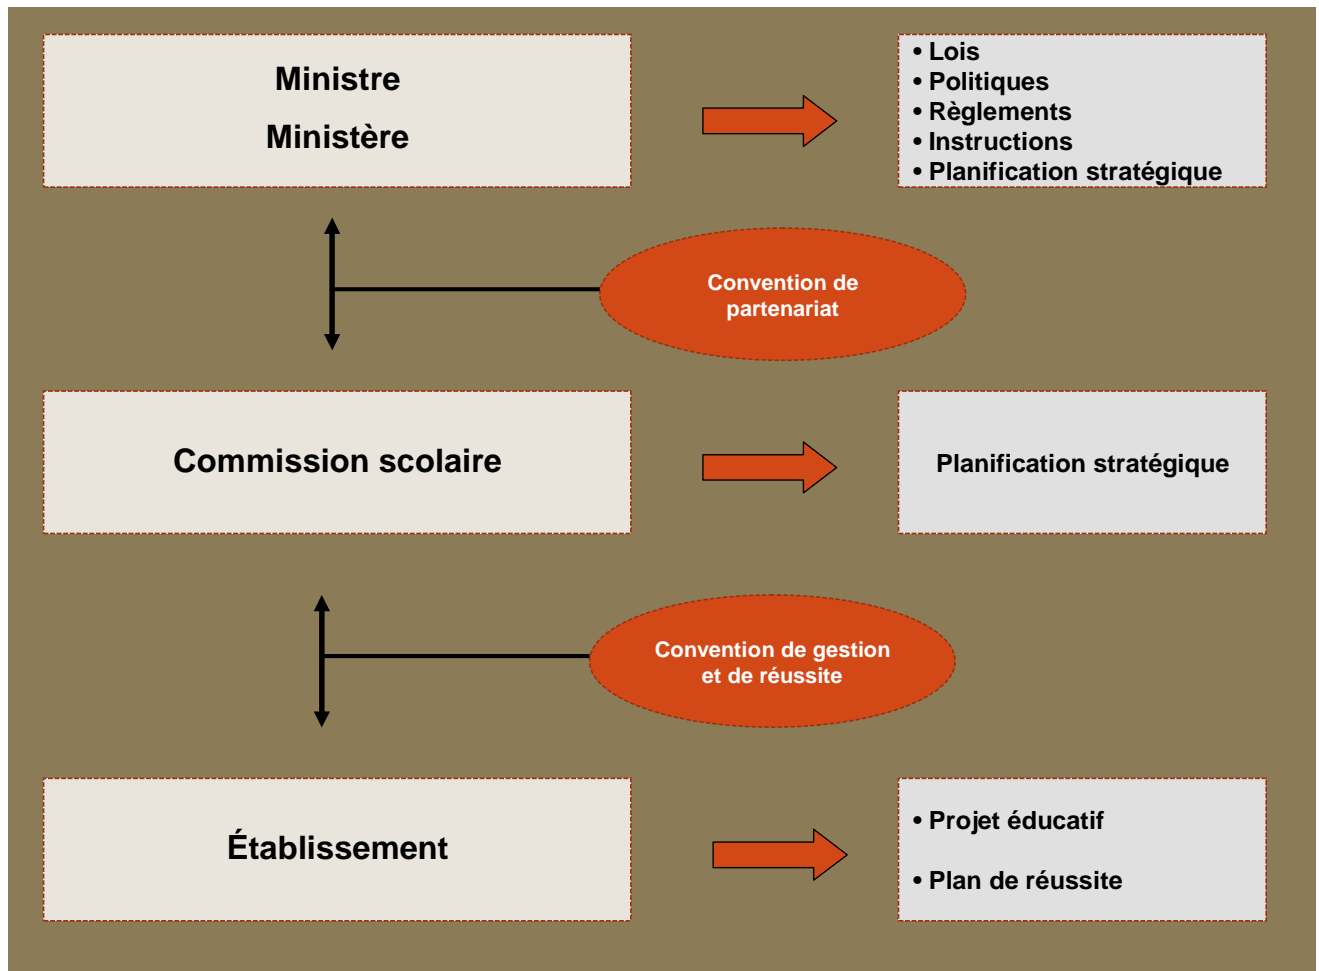 Ministre
Ministère
• Lois
• Politiques
• Règlements
• Instructions
• Planification stratégique
Convention de
partenariat
Commission scolaire
Planification stratégique
Convention de gestion
et de réussite
Établissement
• Projet éducatif
• Plan de réussite